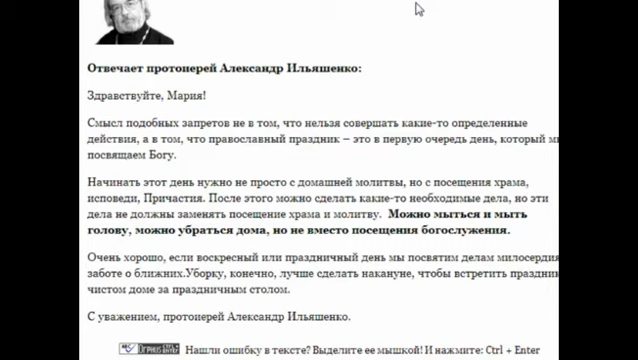 Отвечает протоиерей Александр Ильяшенко:
Здравствуйте, Мария!
Смысл подобных запретов не в том, что нельзя совершать какие-то определенные
действия, а в том, что православный праздник – это в первую очередь день, который мы
посвящаем Богу.
Начинать этот день нужно не просто с домашней молитвы, но с посещения храма,
исповеди, Причастия. После этого можно сделать какие-то необходимые дела, но эти
дела не должны заменять посещение храма и молитву. Можно мыться и мыть
голову, можно убраться дома, но не вместо посещения богослужения.
Очень хорошо, если воскресный или праздничный день мы посвятим делам милосердия
заботе о ближних.Уборку, конечно, лучше сделать накануне, чтобы встретить праздник
чистом доме за праздничным столом.
С уважением, протоиерей Александр Ильяшенко.
ОРФУС CTRL+ENTER Нашли ошибку в тексте? Выделите ее мышкой! И нажмите: Ctrl + Enter